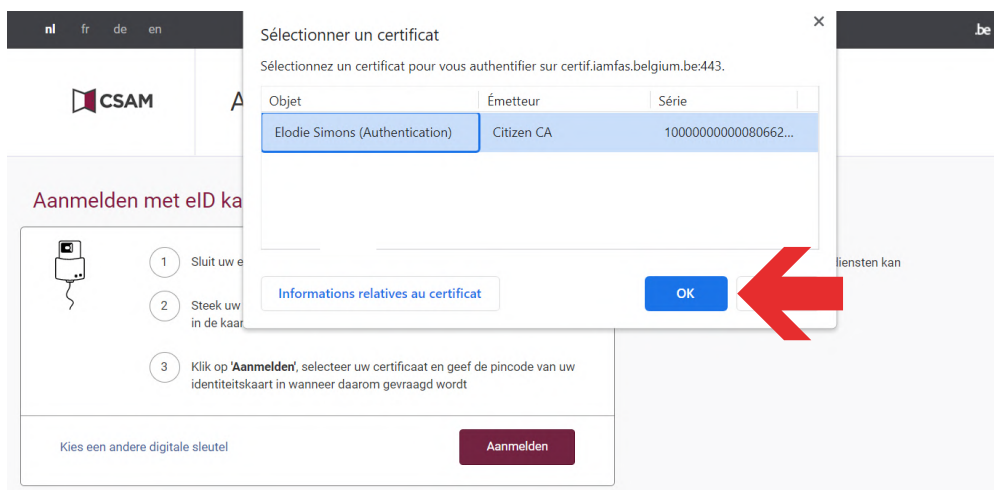 nl fr de en
.be
CSAM
A
Sélectionner un certificat
Sélectionnez un certificat pour vous authentifier sur certif.iamfas.belgium.be:443.
Objet Émetteur Série
Elodie Simons (Authentication) Citizen CA 10000000000080662...
Informations relatives au certificat OK
Aanmelden met eID ka
1 Sluit uw e
liensten kan
2 Steek uw
in de kaar
3 Klik op 'Aanmelden', selecteer uw certificaat en geef de pincode van uw
identiteitskaart in wanneer daarom gevraagd wordt
Kies een andere digitale sleutel Aanmelden